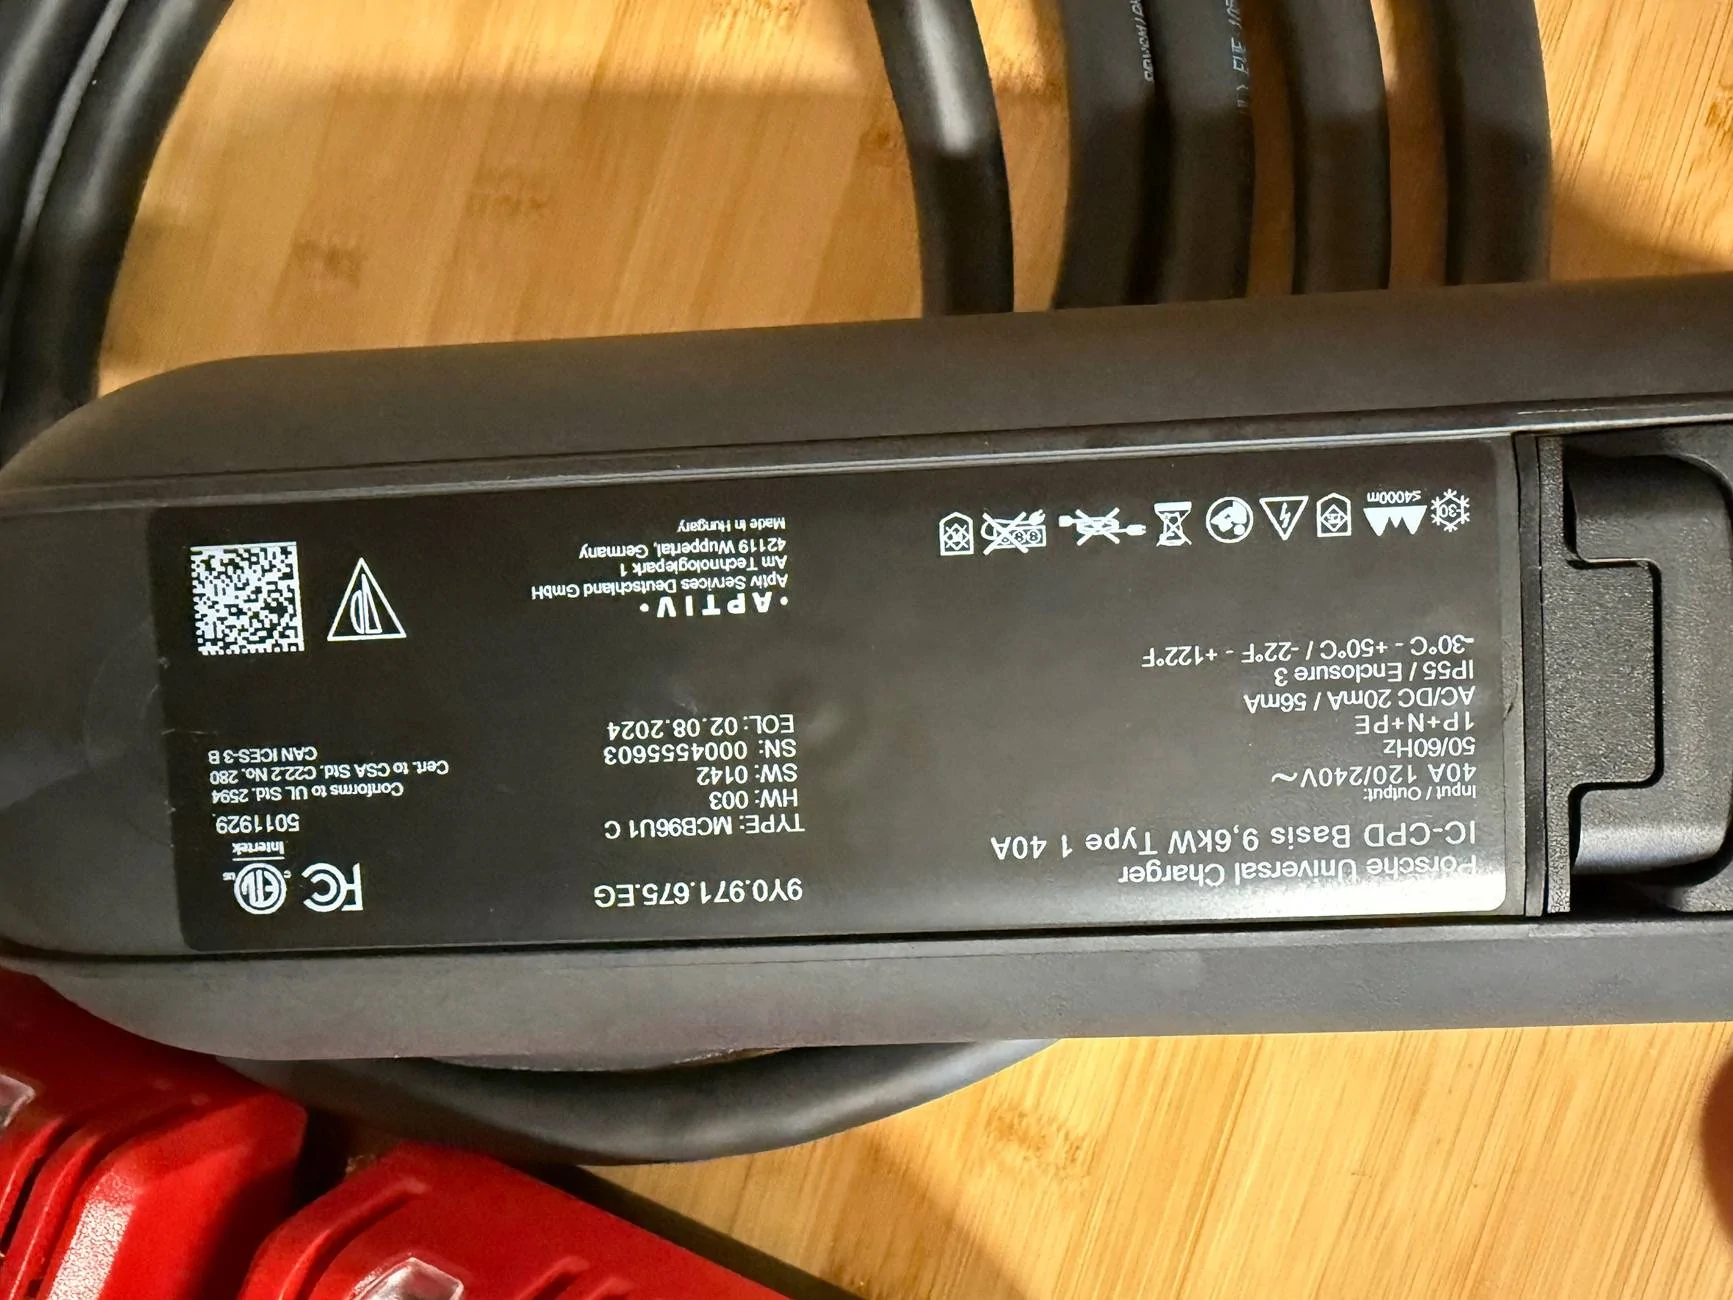 Porsche Universal Charger
IC-CPD Basis 9,6kW Type 1 40A
Input / Output:
40A 120/240V~
50/60Hz
1P+N+PE
AC/DC 20mA / 56mA
IP55 / Enclosure 3
-30°C - +50°C / -22°F - +122°F
30
≤4000m
9Y0.971.675.EG
TYPE: MCB96U1 C
HW: 003
SW: 0142
SN: 0004555603
EOL: 02.08.2024
• A P T I V •
Aptiv Services Deutschland GmbH
Am Technologiepark 1
42119 Wuppertal, Germany
Made in Hungary
FC
C ETL US
Intertek
5011929
Conforms to UL Std. 2594
Cert. to CSA Std. C22.2 No. 280
CAN ICES-3 B